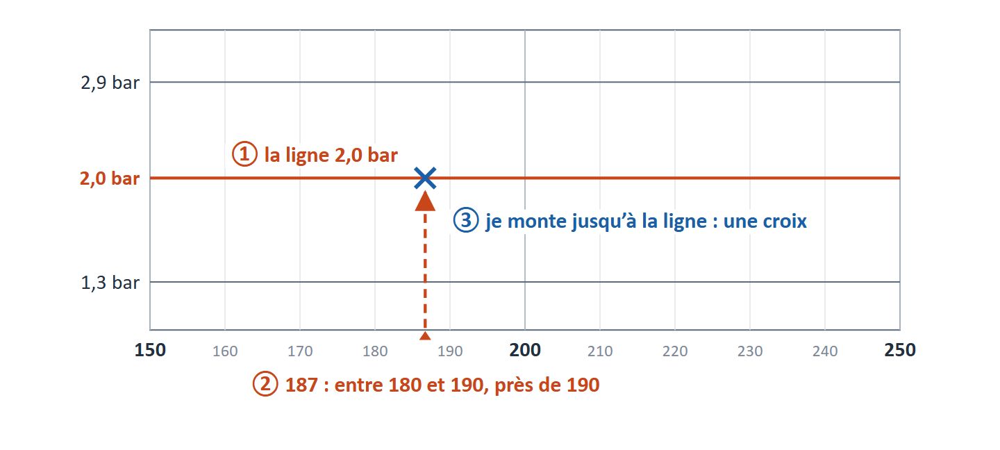 2,9 bar
① la ligne 2,0 bar
2,0 bar
③ je monte jusqu’à la ligne : une croix
1,3 bar
150 160 170 180 190 200 210 220 230 240 250
② 187 : entre 180 et 190, près de 190